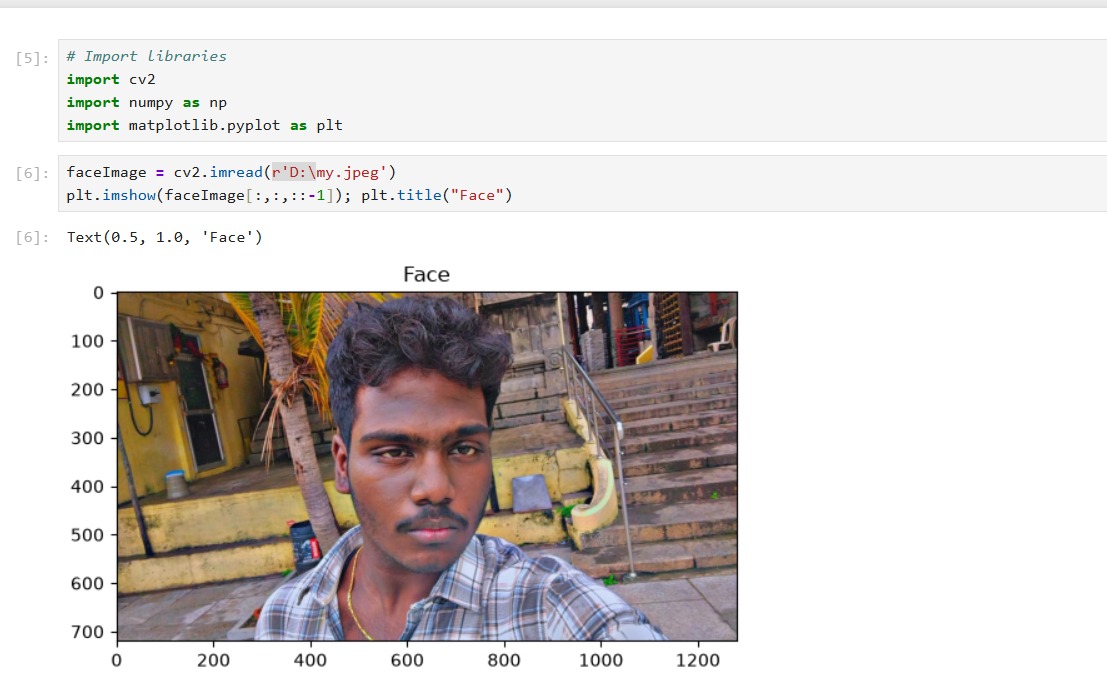 [5]:
# Import libraries
import cv2
import numpy as np
import matplotlib.pyplot as plt
[6]:
faceImage = cv2.imread(r'D:\my.jpeg')
plt.imshow(faceImage[:,:,::-1]); plt.title("Face")
[6]:
Text(0.5, 1.0, 'Face')
Face
0
100
200
300
400
500
600
700
0 200 400 600 800 1000 1200